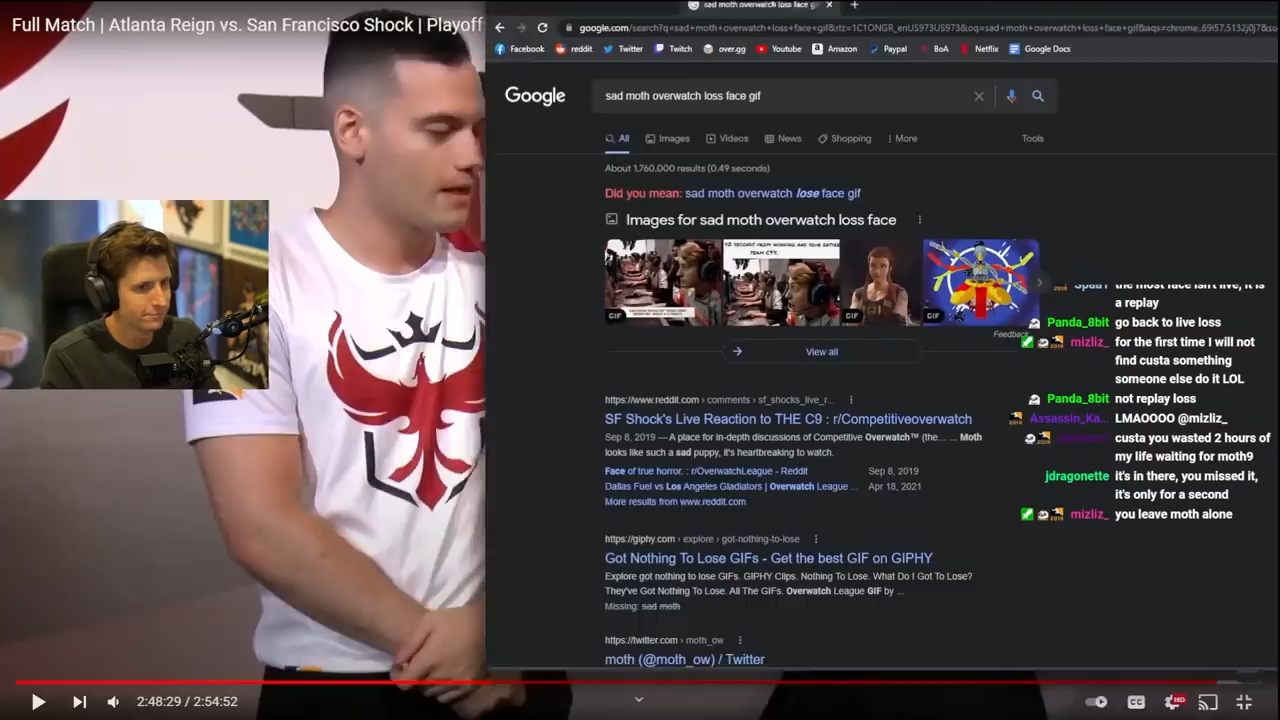 Full Match | Atlanta Reign vs. San Francisco Shock | Playoff
sad moth overwatch loss face g
google.com/search?q=sad+moth+overwatch+loss+face+gif&rlz=1C1ONGR_enUS973US973&oq=sad+moth+overwatch+loss+face+gif&aqs=chrome..69i57.5132j0j7&so
Facebook
reddit
Twitter
Twitch
over.gg
Youtube
Amazon
Paypal
BoA
Netflix
Google Docs
Google
sad moth overwatch loss face gif
All
Images
Videos
News
Shopping
More
Tools
About 1,760,000 results (0.49 seconds)
Did you mean: sad moth overwatch lose face gif
Images for sad moth overwatch loss face
TEAM C9'S
GIF
GIF
GIF
Feedback
View all
https://www.reddit.com › comments › sf_shocks_live_r...
SF Shock's Live Reaction to THE C9 : r/Competitiveoverwatch
Sep 8, 2019 — A place for in-depth discussions of Competitive Overwatch™ (the... ... Moth
looks like such a sad puppy, it's heartbreaking to watch.
Face of true horror. : r/OverwatchLeague - Reddit
Sep 8, 2019
Dallas Fuel vs Los Angeles Gladiators | Overwatch League ...
Apr 18, 2021
More results from www.reddit.com
https://giphy.com › explore › got-nothing-to-lose
Got Nothing To Lose GIFs - Get the best GIF on GIPHY
Explore got nothing to lose GIFs. GIPHY Clips. Nothing To Lose. What Do I Got To Lose?
They've Got Nothing To Lose. All The GIFs. Overwatch League GIF by ...
Missing: sad moth
https://twitter.com › moth_ow
moth (@moth_ow) / Twitter
the most face isn't live, it is
a replay
Panda_8bit go back to live loss
mizliz_ for the first time I will not
find custa something
someone else do it LOL
Panda_8bit not replay loss
Assassin_Ka... LMAOOOO @mizliz_
custa you wasted 2 hours of
my life waiting for moth9
jdragonette it's in there, you missed it,
it's only for a second
mizliz_ you leave moth alone
2:48:29 / 2:54:52
CC
HD